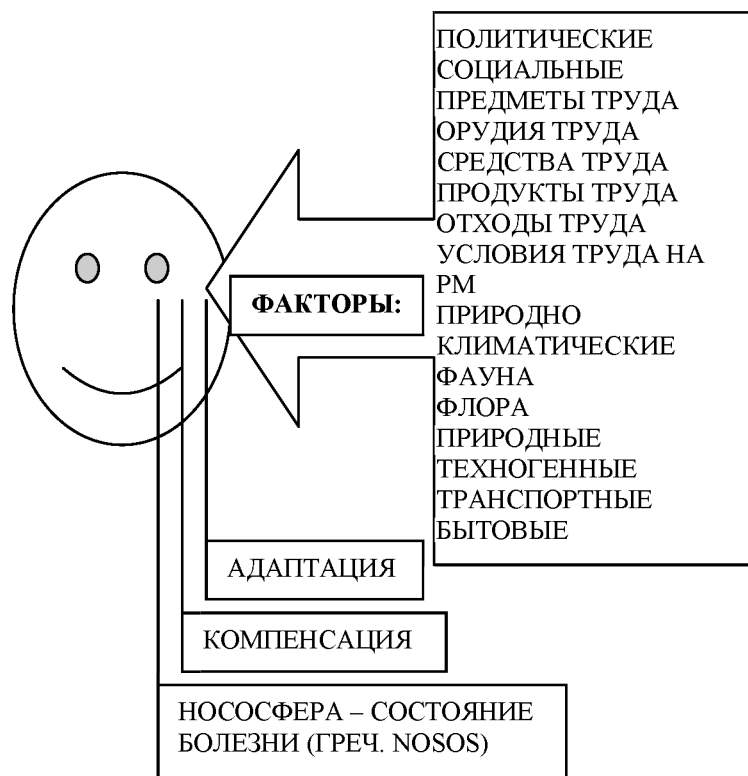 ПОЛИТИЧЕСКИЕ
СОЦИАЛЬНЫЕ
ПРЕДМЕТЫ ТРУДА
ОРУДИЯ ТРУДА
СРЕДСТВА ТРУДА
ПРОДУКТЫ ТРУДА
ОТХОДЫ ТРУДА
УСЛОВИЯ ТРУДА НА
РМ
ПРИРОДНО
КЛИМАТИЧЕСКИЕ
ФАУНА
ФЛОРА
ПРИРОДНЫЕ
ТЕХНОГЕННЫЕ
ТРАНСПОРТНЫЕ
БЫТОВЫЕ
ФАКТОРЫ:
АДАПТАЦИЯ
КОМПЕНСАЦИЯ
НОСОСФЕРА – СОСТОЯНИЕ
БОЛЕЗНИ (ГРЕЧ. NOSOS)